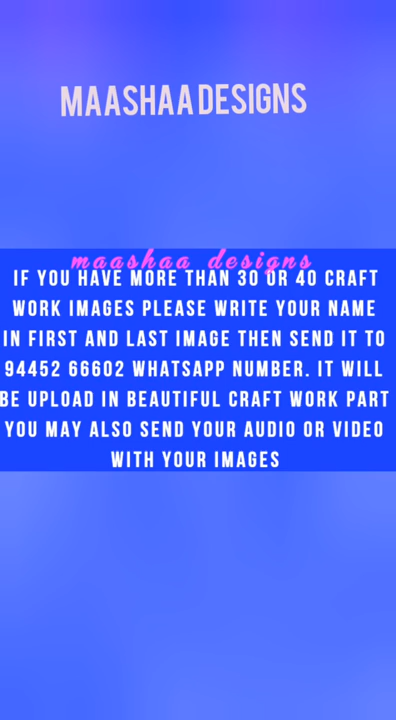 MAASHAA DESIGNS
maashaa designs
IF YOU HAVE MORE THAN 30 OR 40 CRAFT
WORK IMAGES PLEASE WRITE YOUR NAME
IN FIRST AND LAST IMAGE THEN SEND IT TO
94452 66602 WHATSAPP NUMBER. IT WILL
BE UPLOAD IN BEAUTIFUL CRAFT WORK PART
YOU MAY ALSO SEND YOUR AUDIO OR VIDEO
WITH YOUR IMAGES